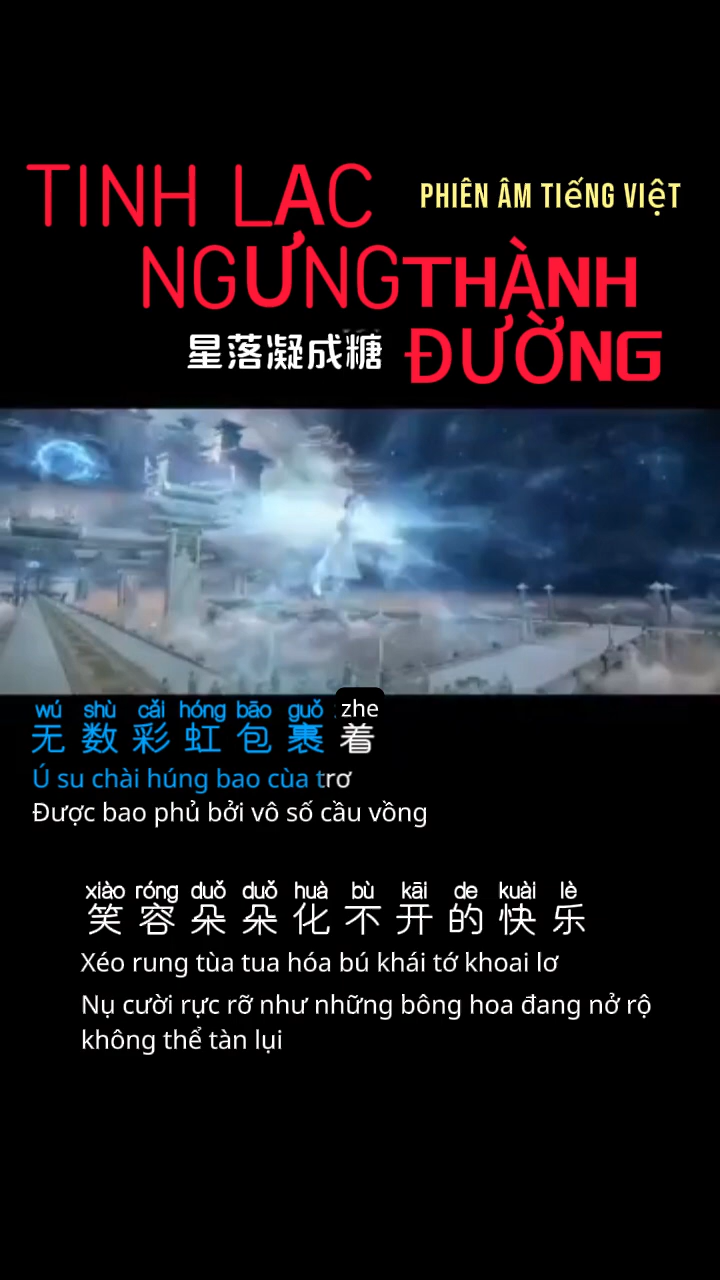 TINH LẠC
PHIÊN ÂM TIẾNG VIỆT
NGƯNG THÀNH
星落凝成糖 ĐƯỜNG
wú shù cǎi hóng bāo guǒ zhe
无数彩虹包裹着
Ú su chài húng bao cùa trơ
Được bao phủ bởi vô số cầu vồng
xiào róng duǒ duǒ huà bù kāi de kuài lè
笑容朵朵化不开的快乐
Xéo rung tùa tua hóa bú khái tớ khoai lơ
Nụ cười rực rỡ như những bông hoa đang nở rộ
không thể tàn lụi